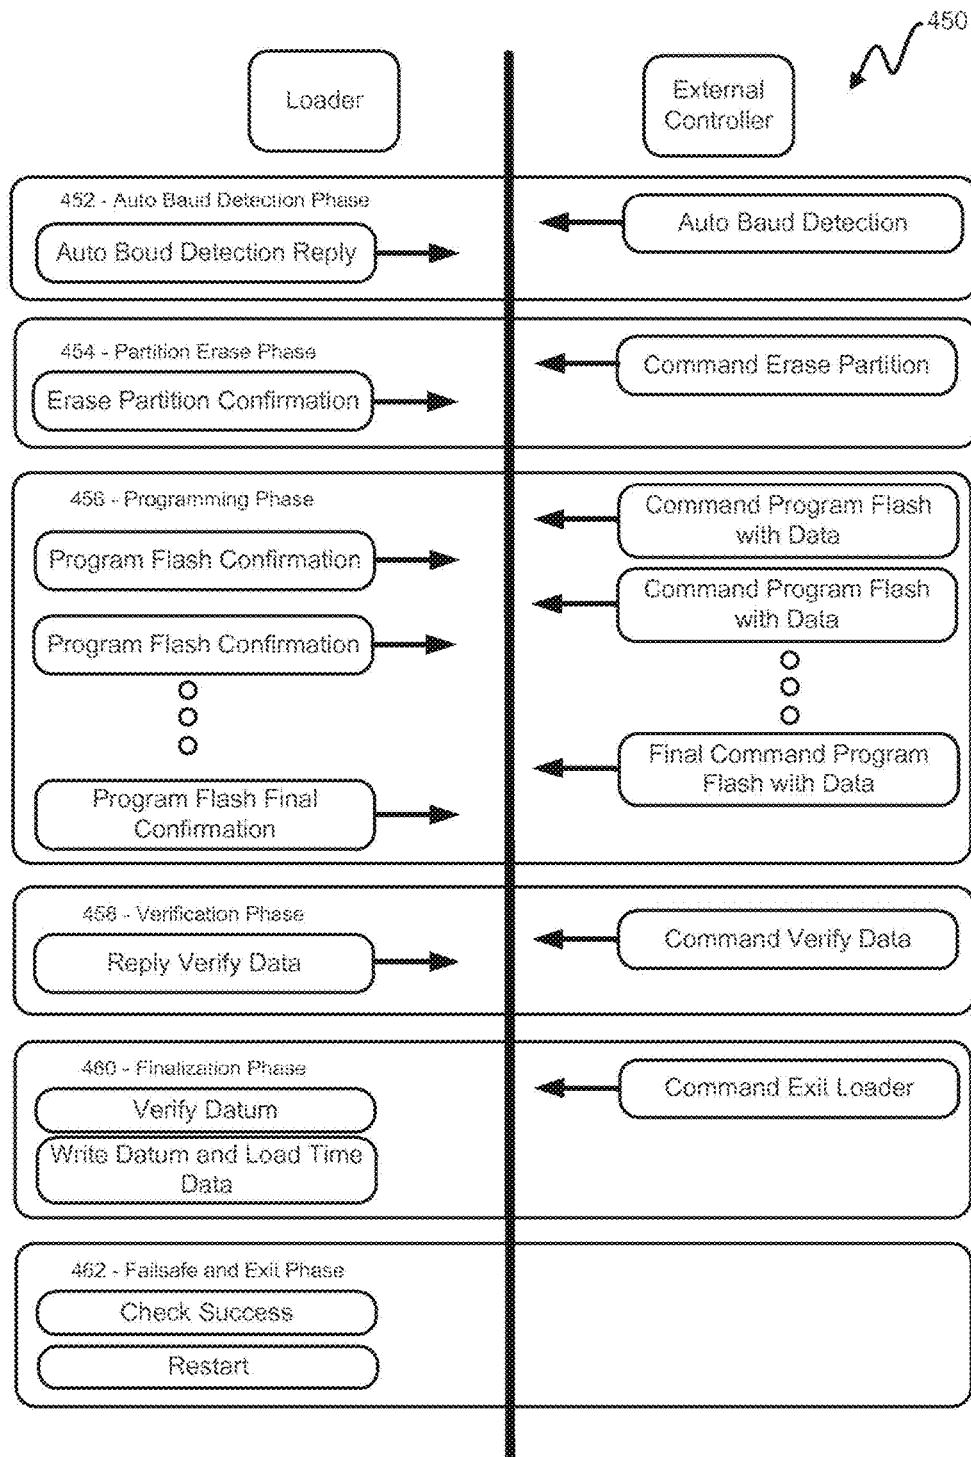 450
Loader
External
Controller
452 - Auto Baud Detection Phase
Auto Baud Detection
Auto Boud Detection Reply
454 - Partition Erase Phase
Command Erase Partition
Erase Partition Confirmation
456 - Programming Phase
Command Program Flash
with Data
Program Flash Confirmation
Command Program Flash
with Data
Program Flash Confirmation
Final Command Program
Flash with Data
Program Flash Final
Confirmation
458 - Verification Phase
Command Verify Data
Reply Verify Data
460 - Finalization Phase
Command Exit Loader
Verify Datum
Write Datum and Load Time
Data
462 - Failsafe and Exit Phase
Check Success
Restart